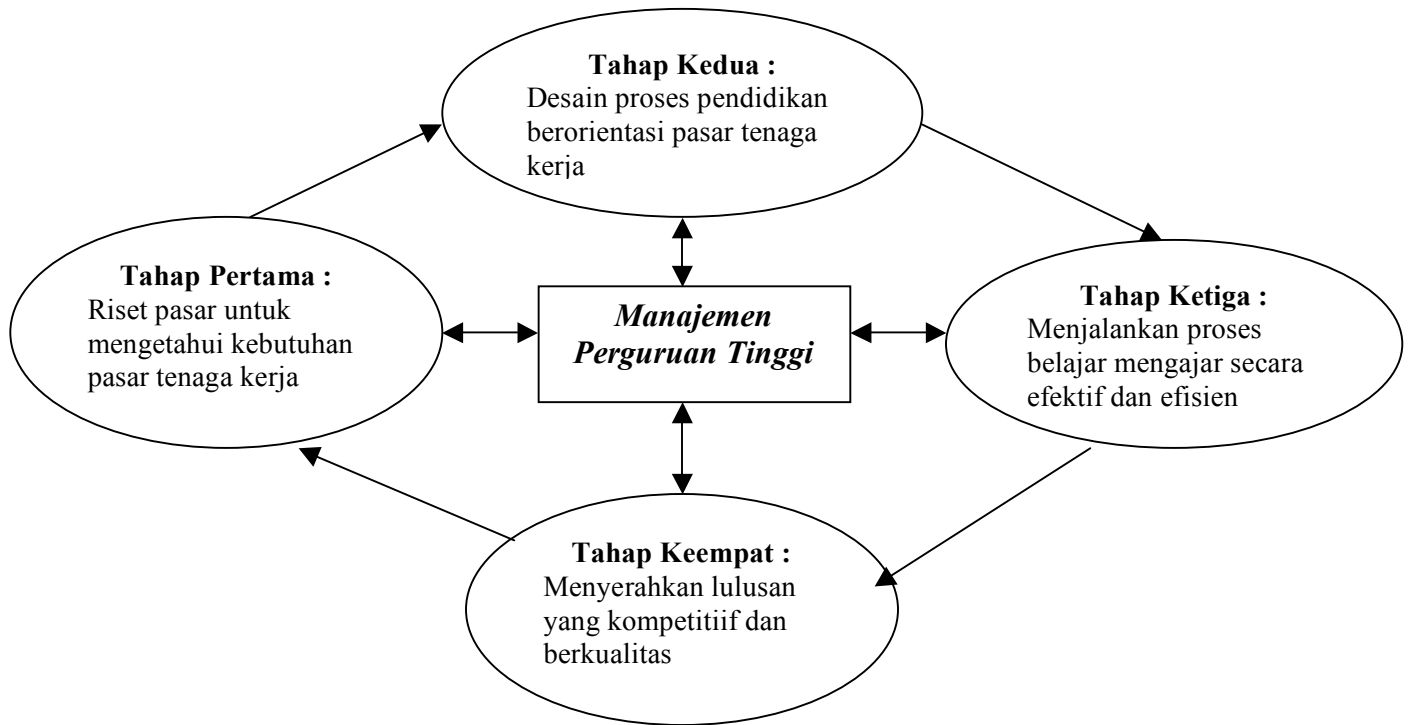 Tahap Kedua :
Desain proses pendidikan
berorientasi pasar tenaga
kerja
Tahap Pertama :
Riset pasar untuk
mengetahui kebutuhan
pasar tenaga kerja
Manajemen
Perguruan Tinggi
Tahap Ketiga :
Menjalankan proses
belajar mengajar secara
efektif dan efisien
Tahap Keempat :
Menyerahkan lulusan
yang kompetitiif dan
berkualitas